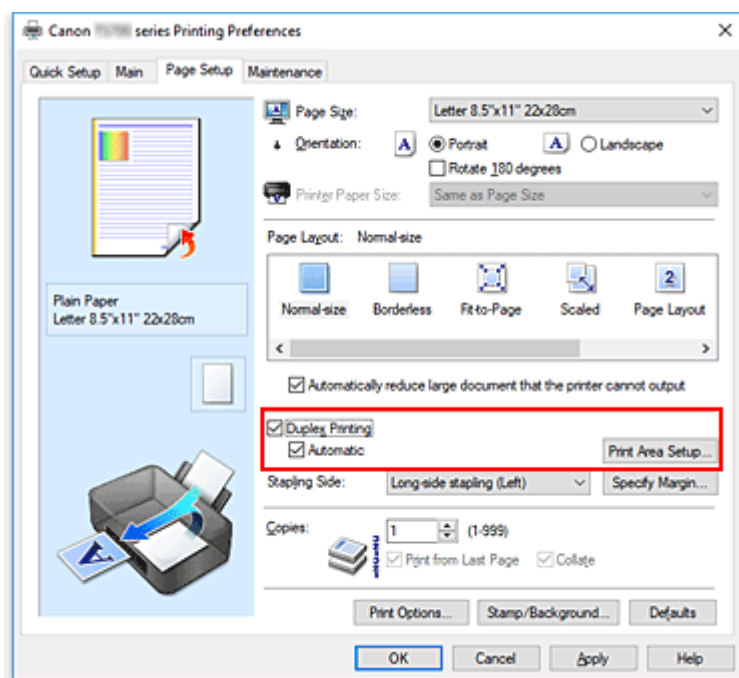 Canon series Printing Preferences
Quick Setup Main Page Setup Maintenance
Page Size: Letter 8.5"x11" 22x28cm
Orientation: A Portrait A Landscape
Rotate 180 degrees
Printer Paper Size: Same as Page Size
Page Layout: Normal-size
2
Normal-size Borderless Fit-to-Page Scaled Page Layout
Plain Paper
Letter 8.5"x11" 22x28cm
Automatically reduce large document that the printer cannot output
Duplex Printing
Automatic Print Area Setup...
Stapling Side: Long-side stapling (Left) Specify Margin...
Copies: 1 (1-999)
Print from Last Page Collate
A
Print Options... Stamp/Background... Defaults
OK Cancel Apply Help